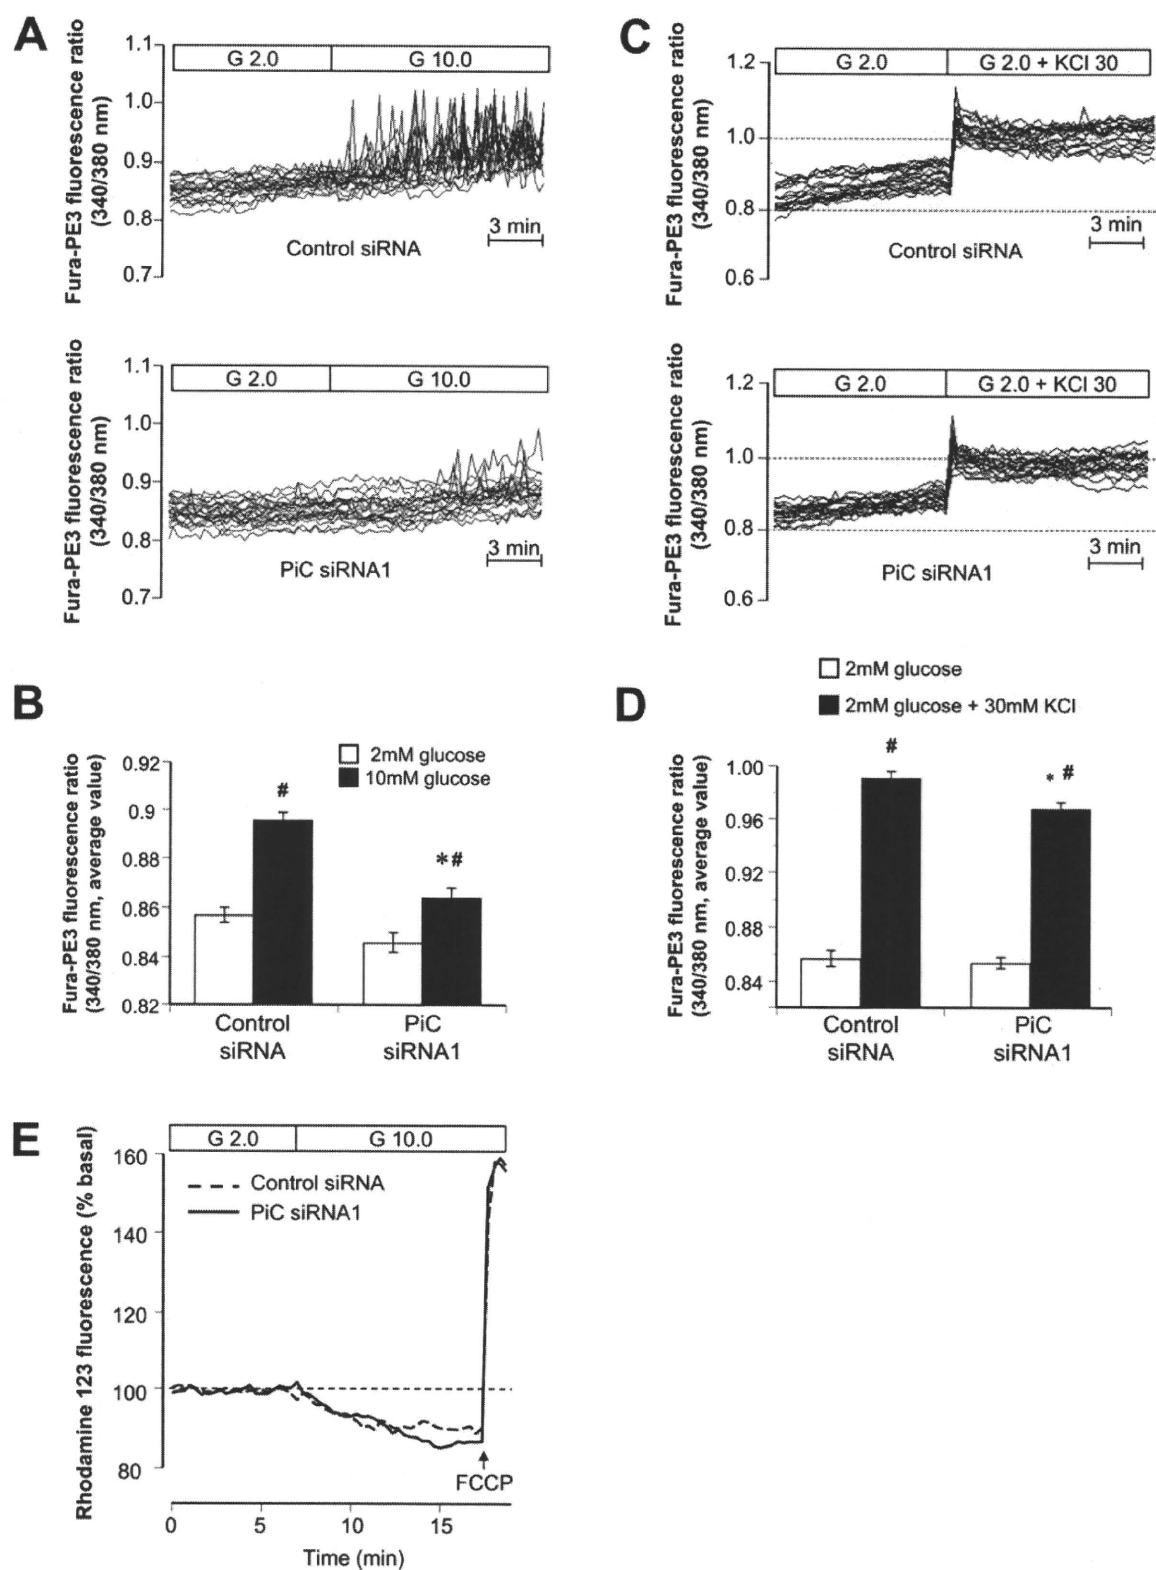 A
Fura-PE3 fluorescence ratio
(340/380 nm)
1.1
1.0
0.9
0.8
0.7
G 2.0
G 10.0
3 min
Control siRNA
Fura-PE3 fluorescence ratio
(340/380 nm)
1.1
1.0
0.9
0.8
0.7
G 2.0
G 10.0
3 min
PiC siRNA1
C
Fura-PE3 fluorescence ratio
(340/380 nm)
1.2
1.0
0.8
0.6
G 2.0
G 2.0 + KCl 30
3 min
Control siRNA
Fura-PE3 fluorescence ratio
(340/380 nm)
1.2
1.0
0.8
0.6
G 2.0
G 2.0 + KCl 30
3 min
PiC siRNA1
B
Fura-PE3 fluorescence ratio
(340/380 nm, average value)
0.92
0.9
0.88
0.86
0.84
0.82
2mM glucose
10mM glucose
#
*#
Control
siRNA
PiC
siRNA1
D
2mM glucose
2mM glucose + 30mM KCl
Fura-PE3 fluorescence ratio
(340/380 nm, average value)
1.00
0.96
0.92
0.88
0.84
#
* #
Control
siRNA
PiC
siRNA1
E
Rhodamine 123 fluorescence (% basal)
G 2.0
G 10.0
160
140
120
100
80
Control siRNA
PiC siRNA1
FCCP
0
5
10
15
Time (min)